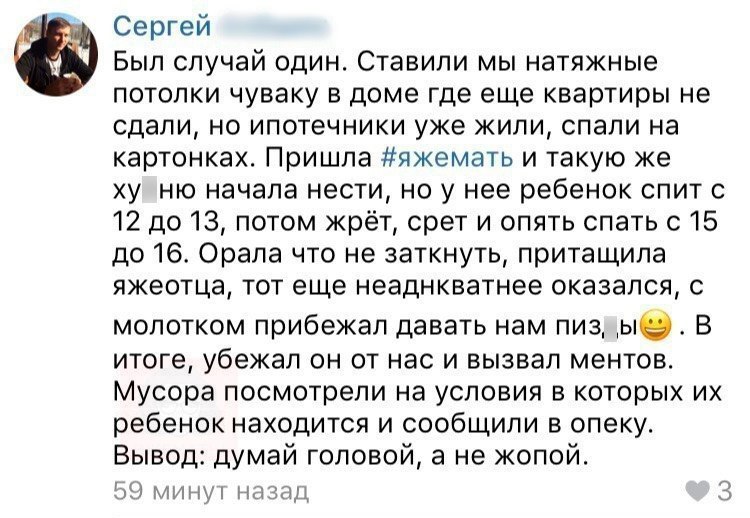 Сергей
Был случай один. Ставили мы натяжные
потолки чуваку в доме где еще квартиры не
сдали, но ипотечники уже жили, спали на
картонках. Пришла #яжемать и такую же
ху ню начала нести, но у нее ребенок спит с
12 до 13, потом жрёт, срет и опять спать с 15
до 16. Орала что не заткнуть, притащила
яжеотца, тот еще неаднкватнее оказался, с
молотком прибежал давать нам пиз ы😀 . В
итоге, убежал он от нас и вызвал ментов.
Мусора посмотрели на условия в которых их
ребенок находится и сообщили в опеку.
Вывод: думай головой, а не жопой.
59 минут назад
3